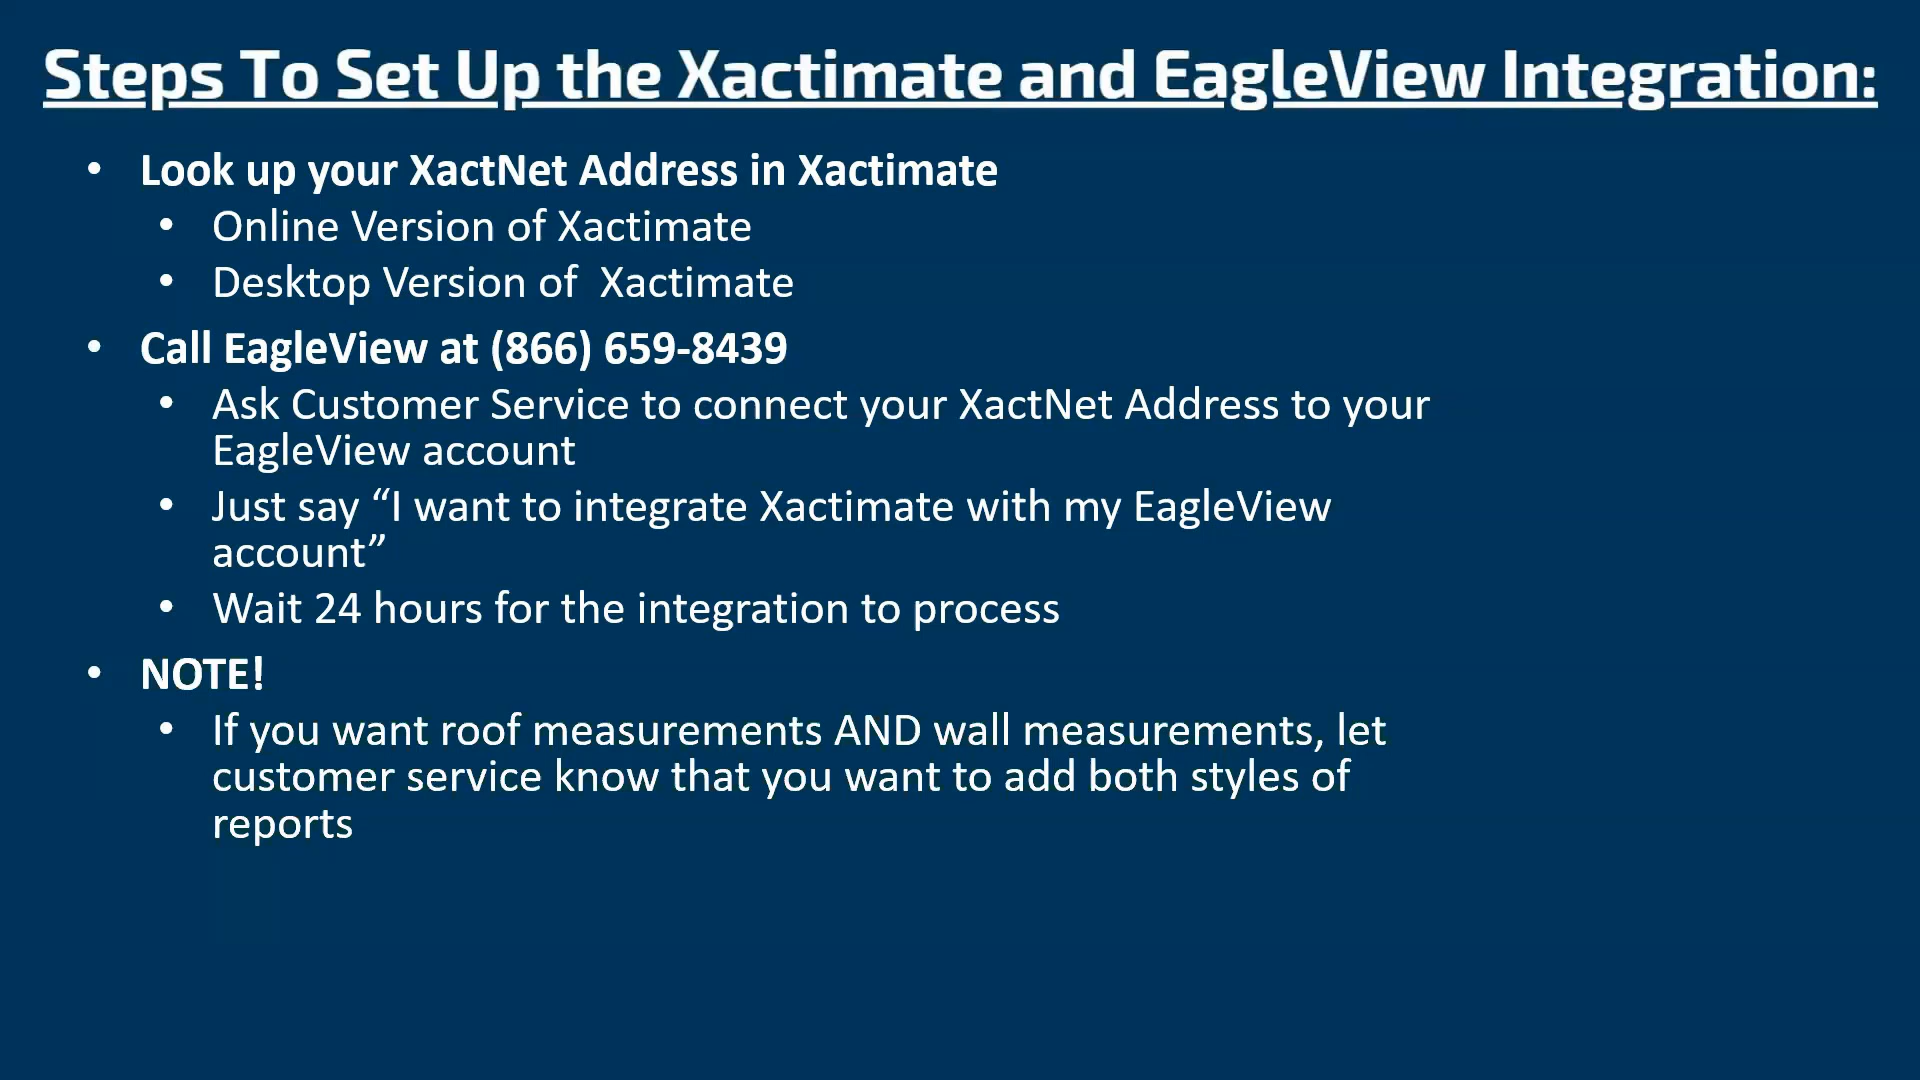 Steps To Set Up the Xactimate and EagleView Integration:
• Look up your XactNet Address in Xactimate
• Online Version of Xactimate
• Desktop Version of  Xactimate
• Call EagleView at (866) 659-8439
• Ask Customer Service to connect your XactNet Address to your
EagleView account
• Just say “I want to integrate Xactimate with my EagleView
account”
• Wait 24 hours for the integration to process
• NOTE!
• If you want roof measurements AND wall measurements, let
customer service know that you want to add both styles of
reports